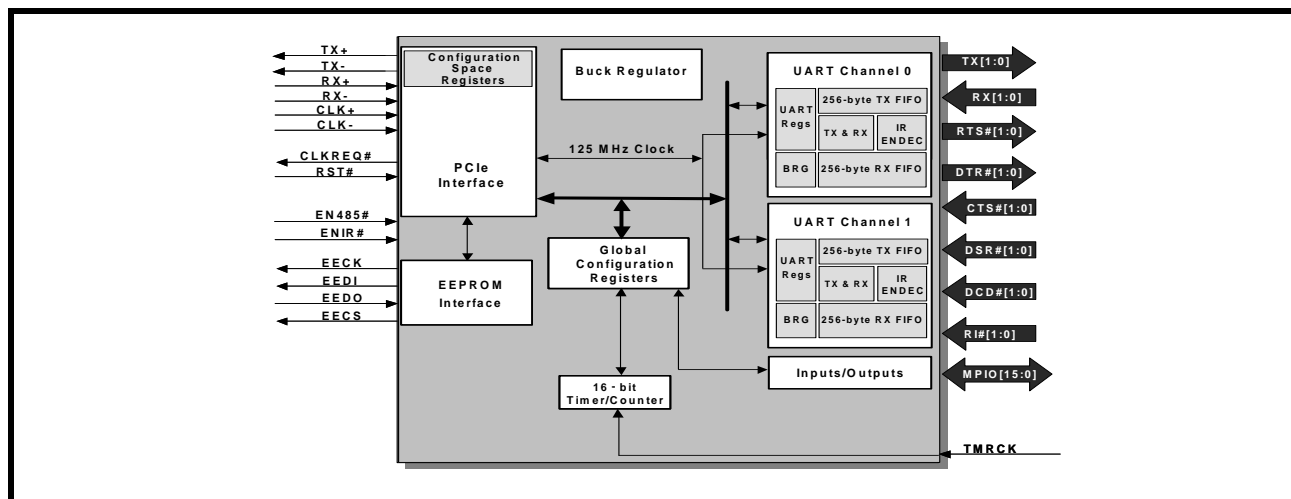 TX+
TX-
RX+
RX-
CLK+
CLK-
CLKREQ#
RST#
EN485#
ENIR#
EECK
EEDI
EEDO
EECS
Configuration
Space
Registers
PCIe
Interface
EEPROM
Interface
Buck Regulator
125 MHz Clock
Global
Configuration
Registers
16 - bit
Timer/Counter
UART Channel 0
UART
Regs
256-byte TX FIFO
TX & RX
IR
ENDEC
BRG
256-byte RX FIFO
UART Channel 1
UART
Regs
256-byte TX FIFO
TX & RX
IR
ENDEC
BRG
256-byte RX FIFO
Inputs/Outputs
TX[1:0]
RX[1:0]
RTS#[1:0]
DTR#[1:0]
CTS#[1:0]
DSR#[1:0]
DCD#[1:0]
RI#[1:0]
MPIO[15:0]
TMRCK